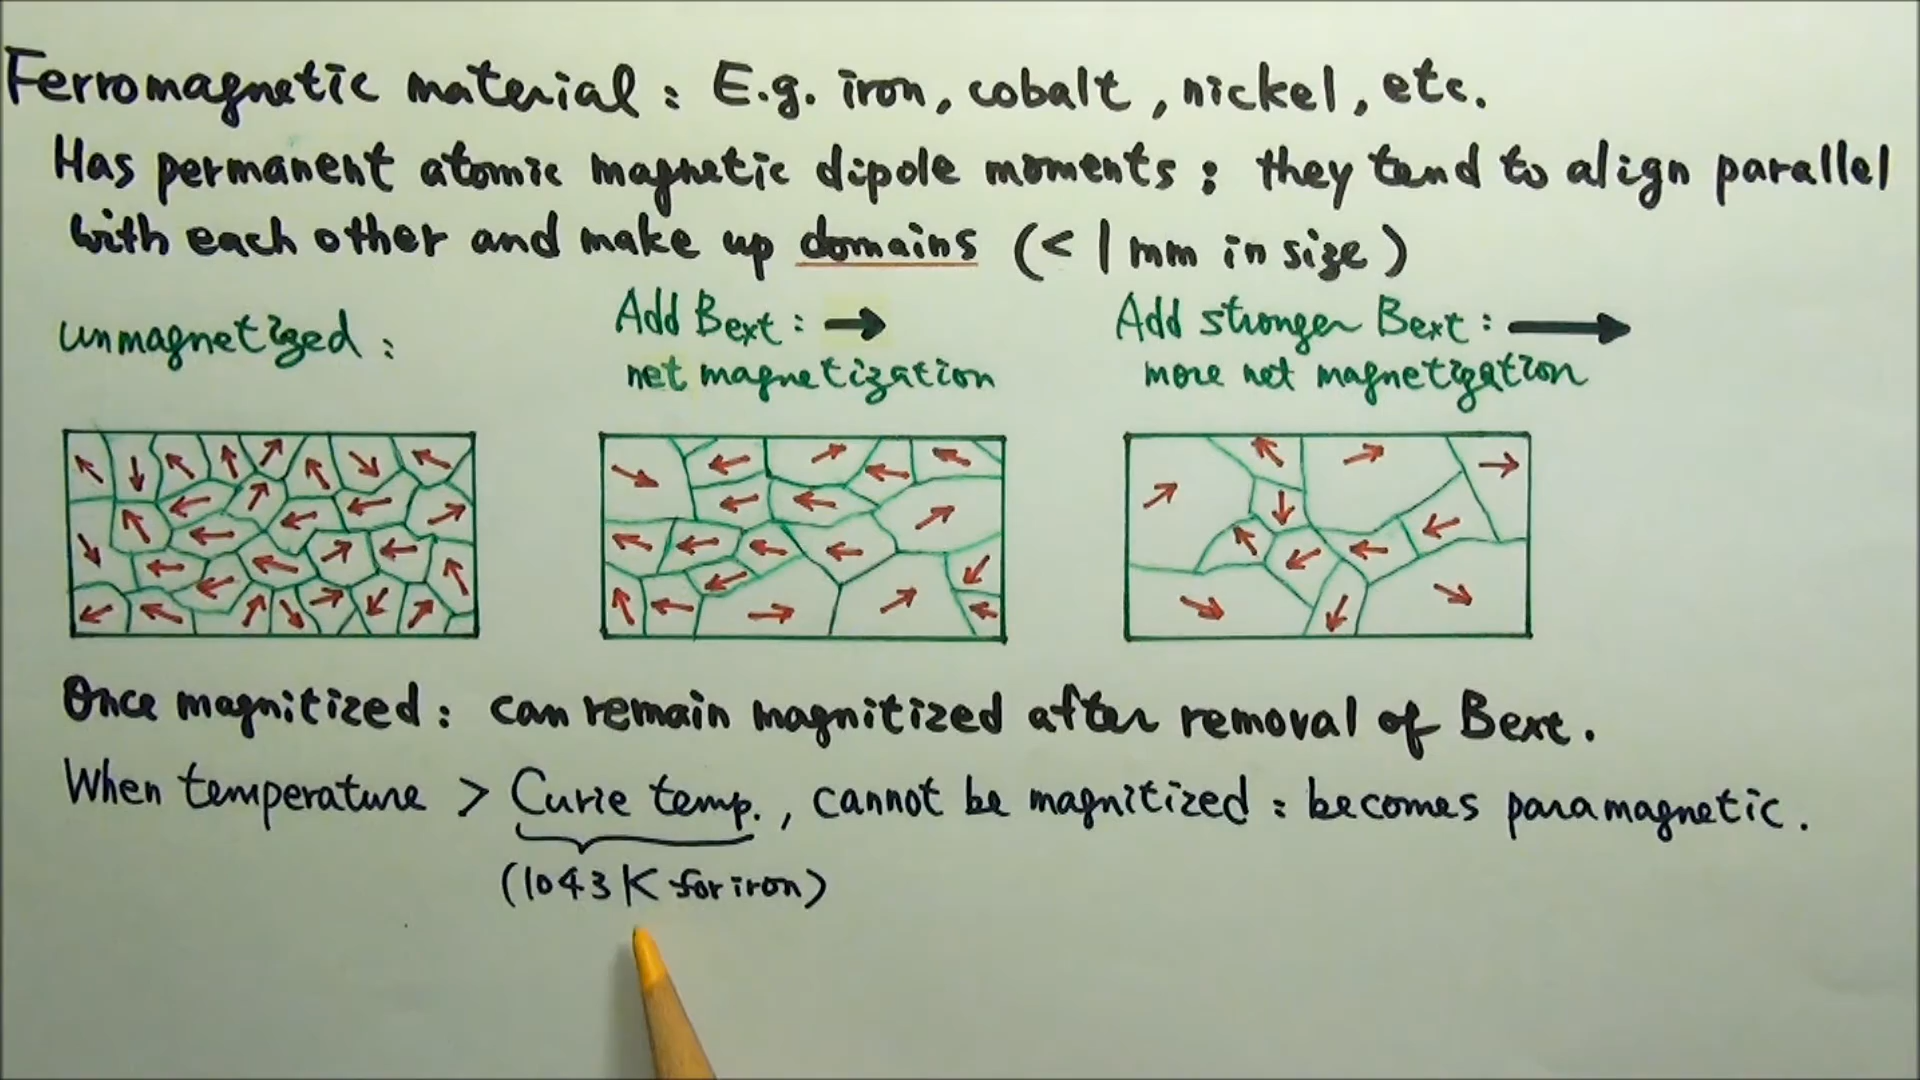 Ferromagnetic material: E.g. iron, cobalt, nickel, etc.
Has permanent atomic magnetic dipole moments: they tend to align parallel
with each other and make up domains (< 1 mm in size)
unmagnetized:
Add Bext: →
net magnetization
Add stronger Bext: →
more net magnetization
Once magnitized: can remain magnitized after removal of Bext.
When temperature > Curie temp., cannot be magnitized: becomes paramagnetic.
(1043 K for iron)